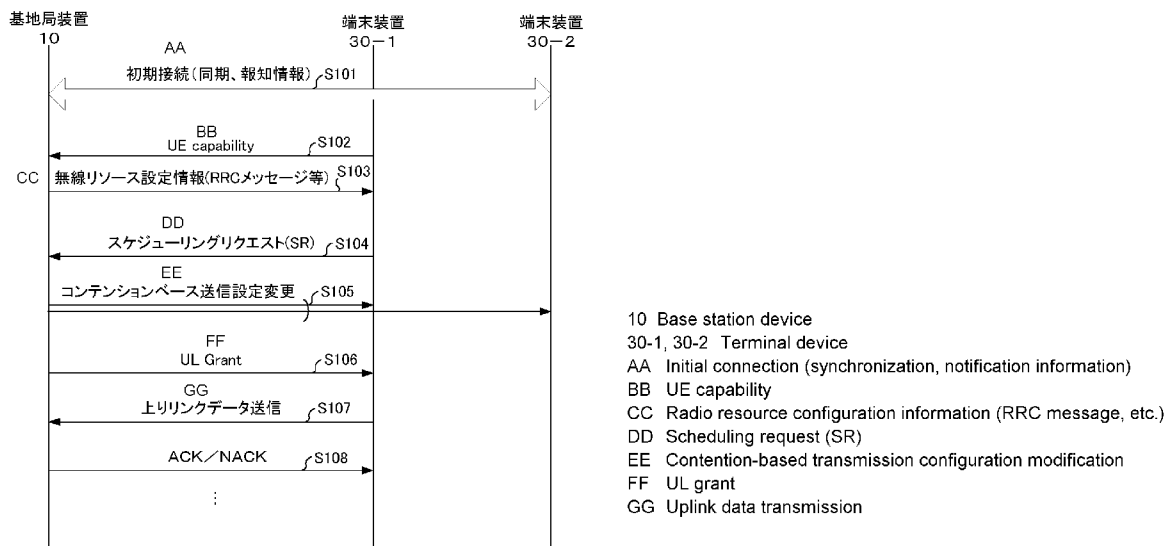 基地局装置
10
端末装置
30-1
端末装置
30-2
AA
初期接続(同期、報知情報)
S101
BB
UE capability
S102
CC
無線リソース設定情報(RRCメッセージ等)
S103
DD
スケジューリングリクエスト(SR)
S104
EE
コンテンションベース送信設定変更
S105
FF
UL Grant
S106
GG
上りリンクデータ送信
S107
ACK/NACK
S108
⋮
10 Base station device
30-1, 30-2 Terminal device
AA Initial connection (synchronization, notification information)
BB UE capability
CC Radio resource configuration information (RRC message, etc.)
DD Scheduling request (SR)
EE Contention-based transmission configuration modification
FF UL grant
GG Uplink data transmission